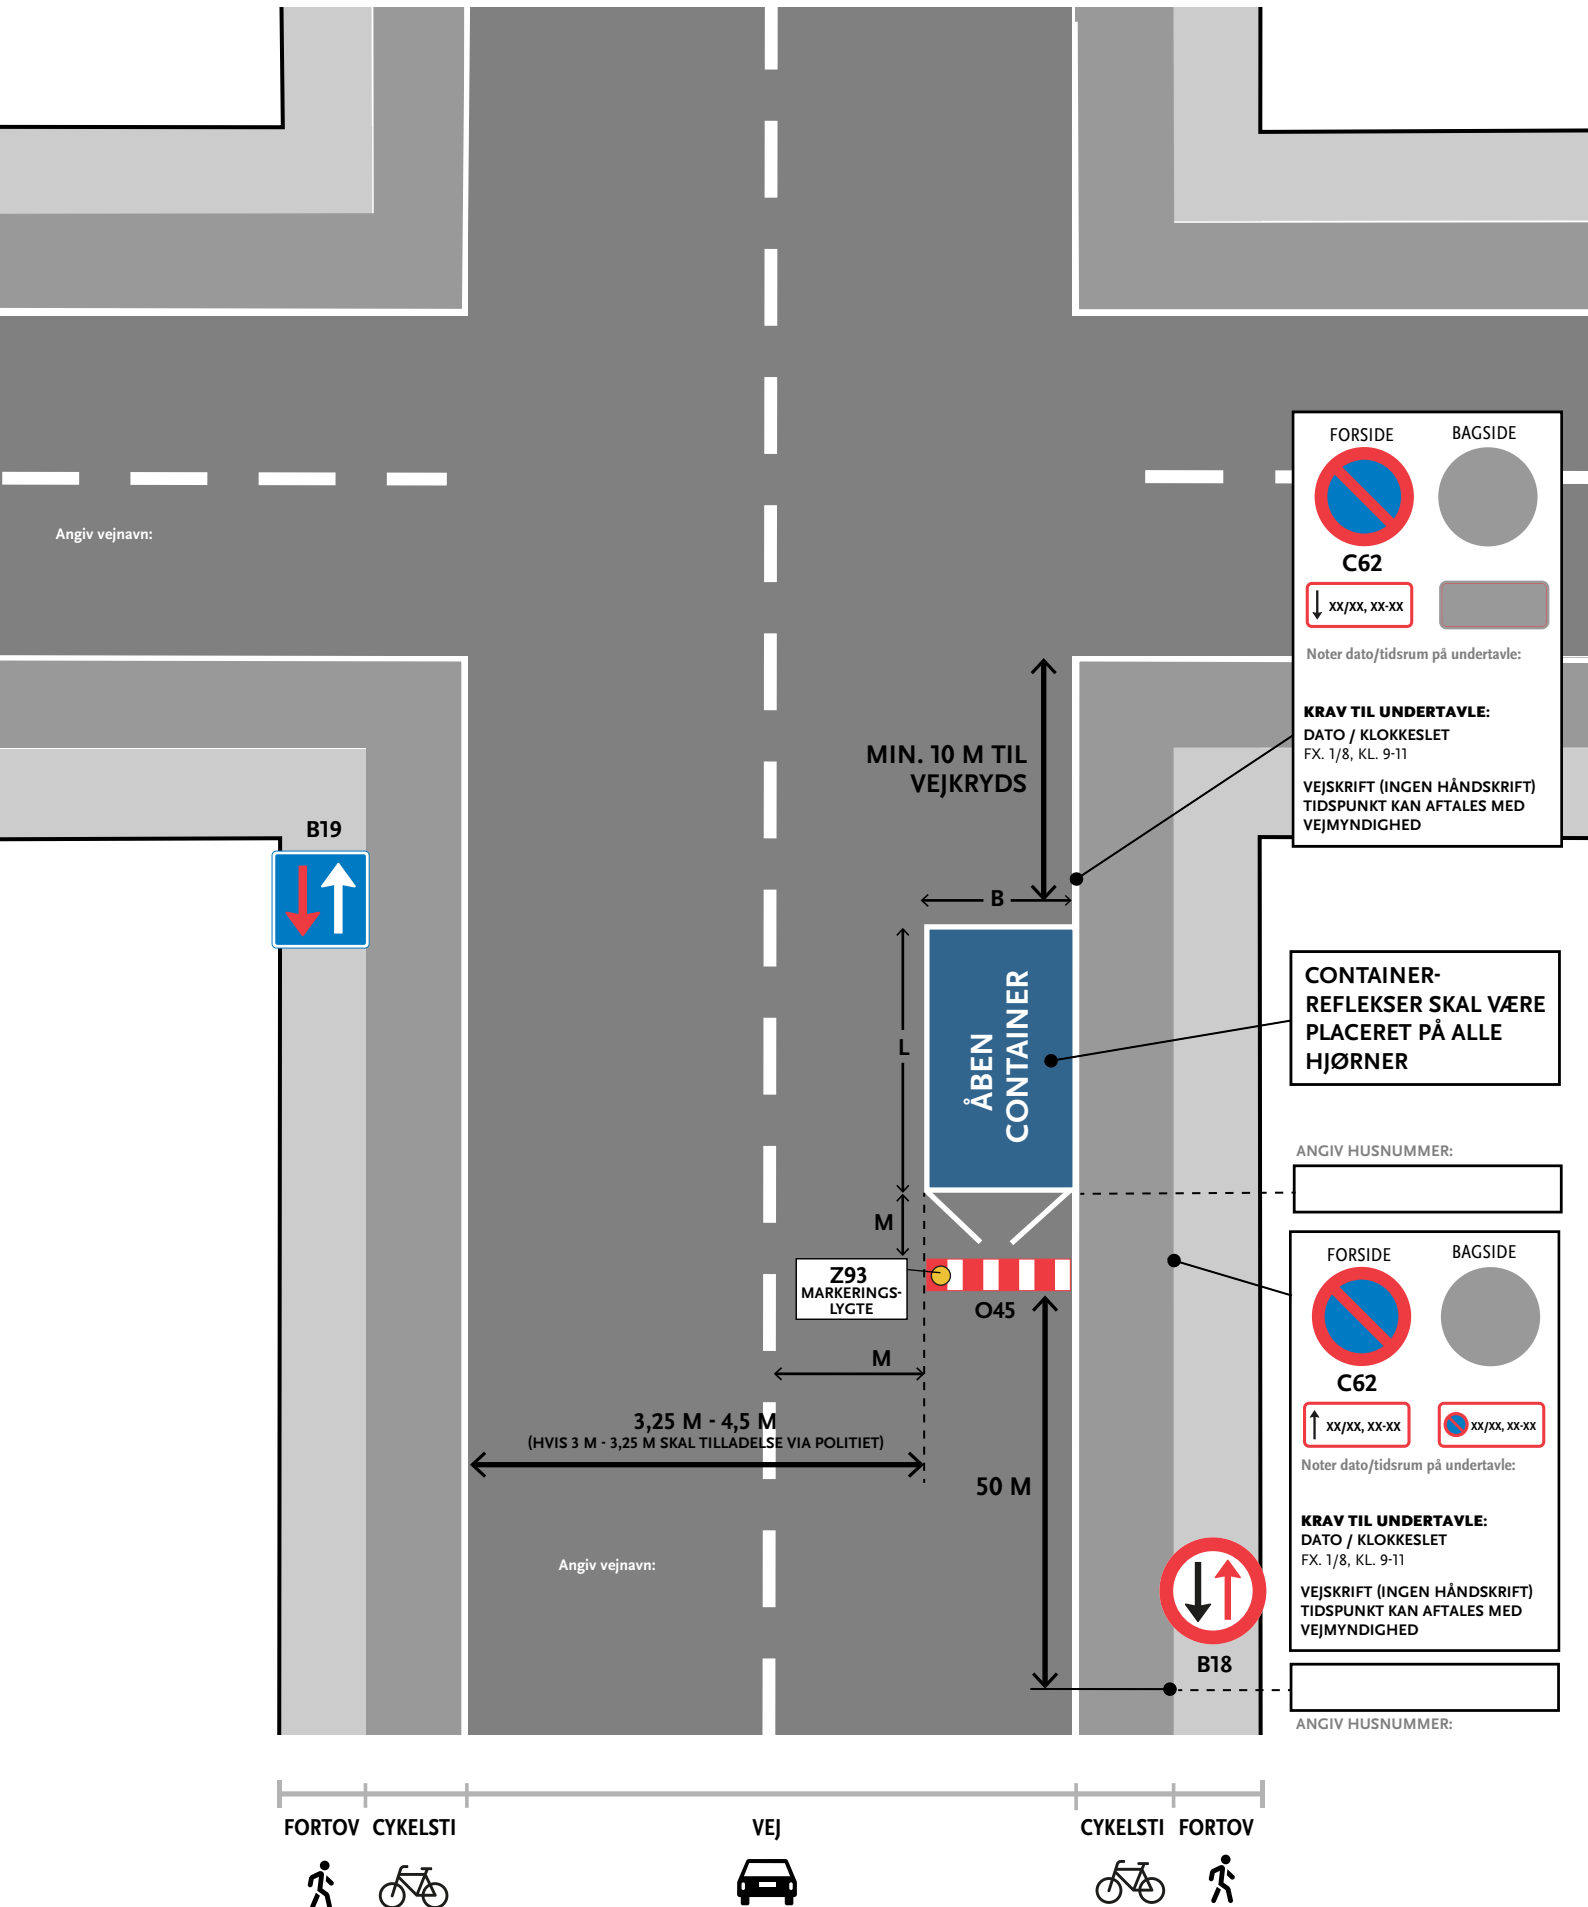 FORSIDE
BAGSIDE
C62
xx/xx, xx-xx
Noter dato/tidsrum på undertavle:
KRAV TIL UNDERTAVLE:
DATO / KLOKKESLET
FX. 1/8, KL. 9-11
VEJSKRIFT (INGEN HÅNDSKRIFT)
TIDSPUNKT KAN AFTALES MED
VEJMYNDIGHED
Angiv vejnavn:
MIN. 10 M TIL
VEJKRYDS
B19
B
L
ÅBEN
CONTAINER
CONTAINER-
REFLEKSER SKAL VÆRE
PLACERET PÅ ALLE
HJØRNER
ANGIV HUSNUMMER:
M
Z93
MARKERINGS-
LYGTE
O45
M
3,25 M - 4,5 M
(HVIS 3 M - 3,25 M SKAL TILLADELSE VIA POLITIET)
50 M
Angiv vejnavn:
FORSIDE
BAGSIDE
C62
xx/xx, xx-xx
xx/xx, xx-xx
Noter dato/tidsrum på undertavle:
KRAV TIL UNDERTAVLE:
DATO / KLOKKESLET
FX. 1/8, KL. 9-11
VEJSKRIFT (INGEN HÅNDSKRIFT)
TIDSPUNKT KAN AFTALES MED
VEJMYNDIGHED
B18
ANGIV HUSNUMMER:
FORTOV
CYKELSTI
VEJ
CYKELSTI
FORTOV